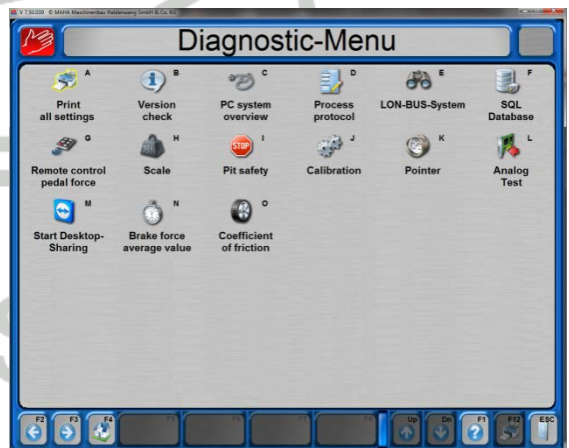 V 7.50.009 © MAHA Maschinenbau Haldenwang GmbH & Co. KG
Diagnostic-Menu
A B C D E F
Print Version PC system Process LON-BUS-System SQL
all settings check overview protocol Database
G H I J K L
STOP
Remote control Scale Pit safety Calibration Pointer Analog
pedal force Test
M N O
Start Desktop- Brake force Coefficient
Sharing average value of friction
F2 F3 F4 Up Dn F1 F12 ESC